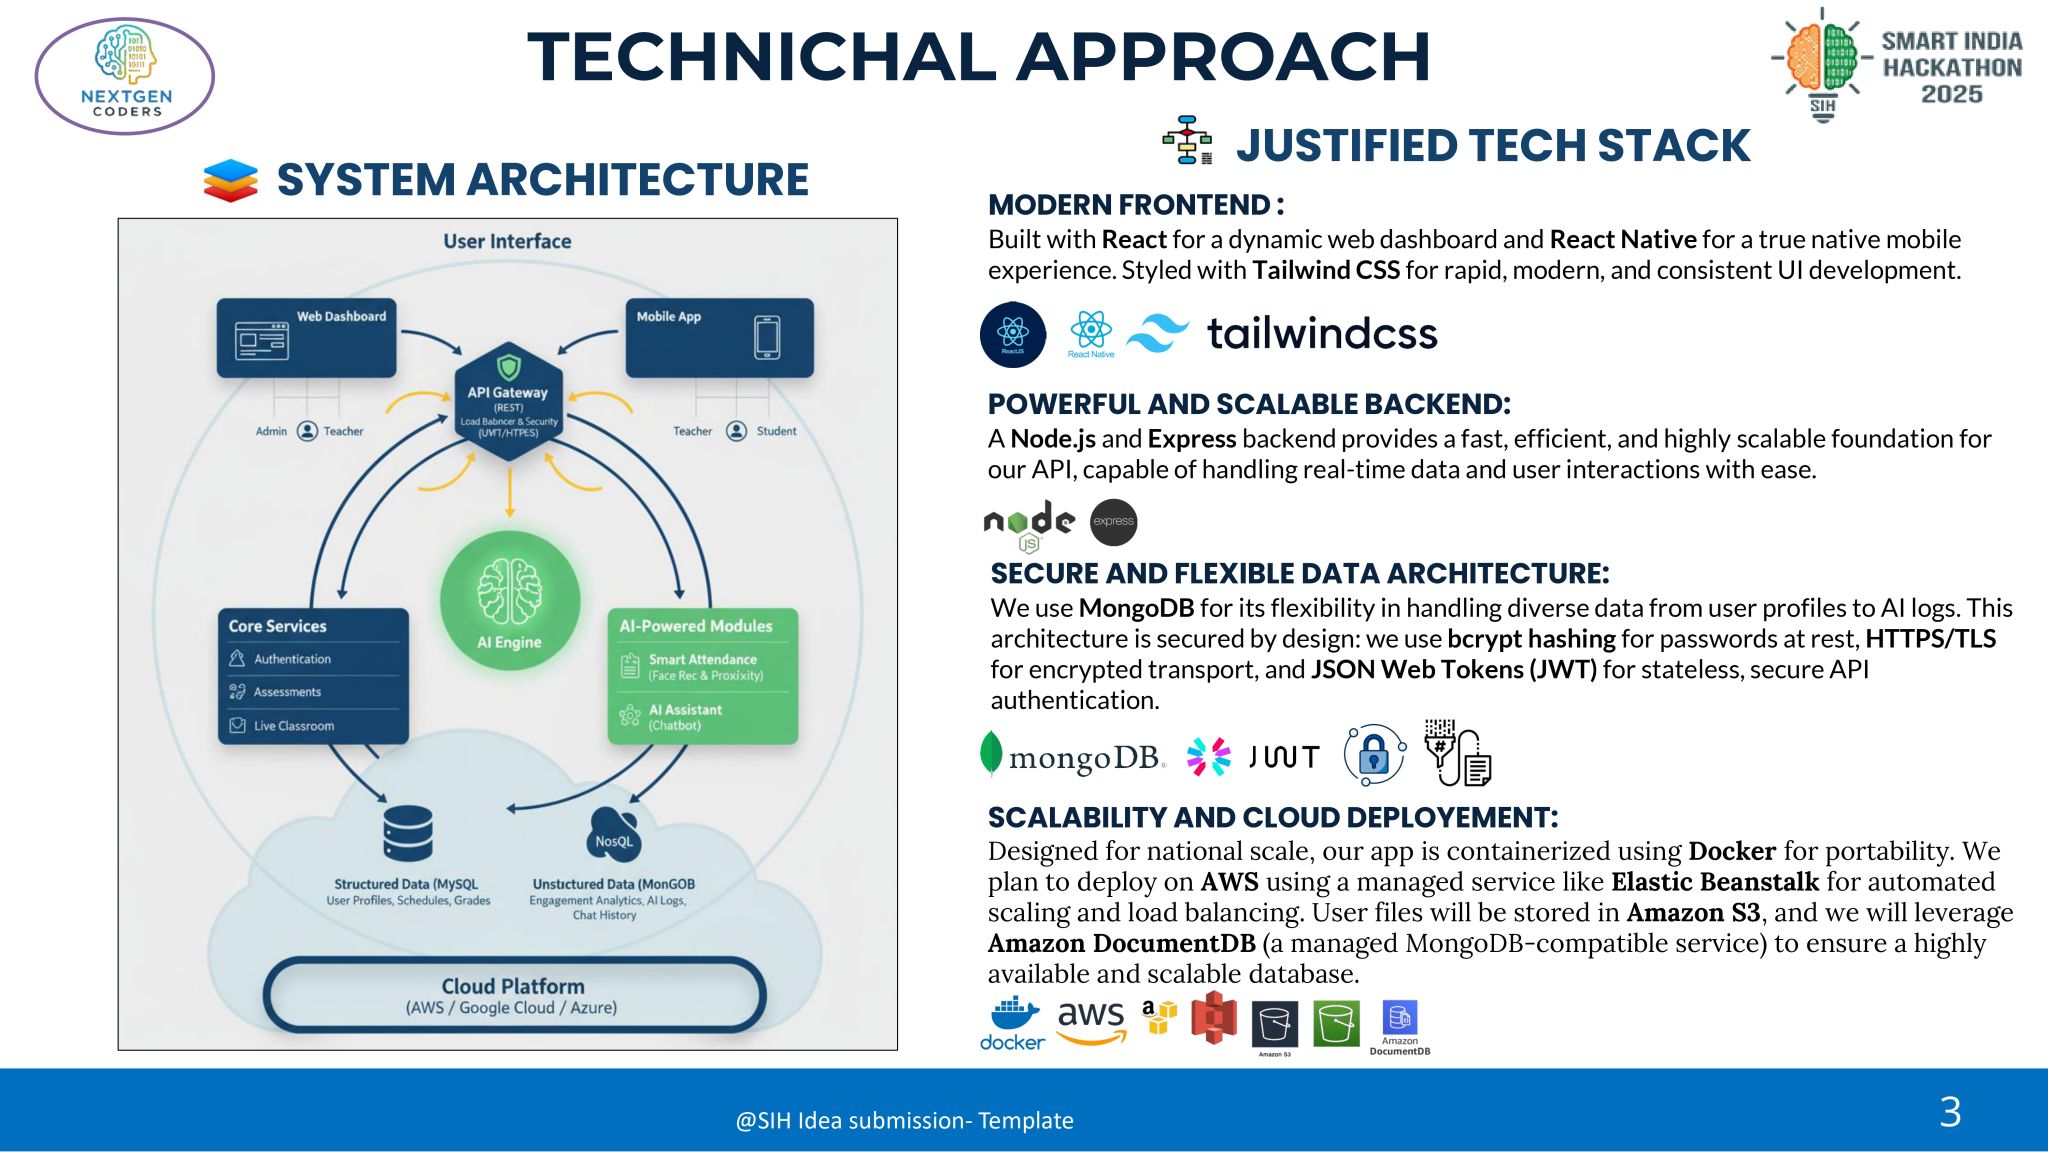 NEXTGEN
CODERS
TECHNICHAL APPROACH
SMART INDIA
HACKATHON
2025
SIH
SYSTEM ARCHITECTURE
User Interface
Web Dashboard
Mobile App
API Gateway
(REST)
Load Babncer & Security
(UMT/HTPES)
Admin
Teacher
Teacher
Student
AI Engine
Core Services
Authentication
Assessments
Live Classroom
AI-Powered Modules
Smart Attendance
(Face Rec & Proxixity)
AI Assistant
(Chatbot)
NosQL
Structured Data (MySQL
User Profiles, Schedules, Grades
Unstıctured Data (MonGOB
Engagement Analytics, AI Logs,
Chat History
Cloud Platform
(AWS / Google Cloud / Azure)
JUSTIFIED TECH STACK
MODERN FRONTEND :
Built with React for a dynamic web dashboard and React Native for a true native mobile
experience. Styled with Tailwind CSS for rapid, modern, and consistent UI development.
ReactJS
React Native
tailwindcss
POWERFUL AND SCALABLE BACKEND:
A Node.js and Express backend provides a fast, efficient, and highly scalable foundation for
our API, capable of handling real-time data and user interactions with ease.
node
JS
express
SECURE AND FLEXIBLE DATA ARCHITECTURE:
We use MongoDB for its flexibility in handling diverse data from user profiles to AI logs. This
architecture is secured by design: we use bcrypt hashing for passwords at rest, HTTPS/TLS
for encrypted transport, and JSON Web Tokens (JWT) for stateless, secure API
authentication.
mongoDB®
JWT
#
SCALABILITY AND CLOUD DEPLOYEMENT:
Designed for national scale, our app is containerized using Docker for portability. We
plan to deploy on AWS using a managed service like Elastic Beanstalk for automated
scaling and load balancing. User files will be stored in Amazon S3, and we will leverage
Amazon DocumentDB (a managed MongoDB-compatible service) to ensure a highly
available and scalable database.
docker
aws
a
Amazon S3
Amazon
DocumentDB
@SIH Idea submission- Template
3